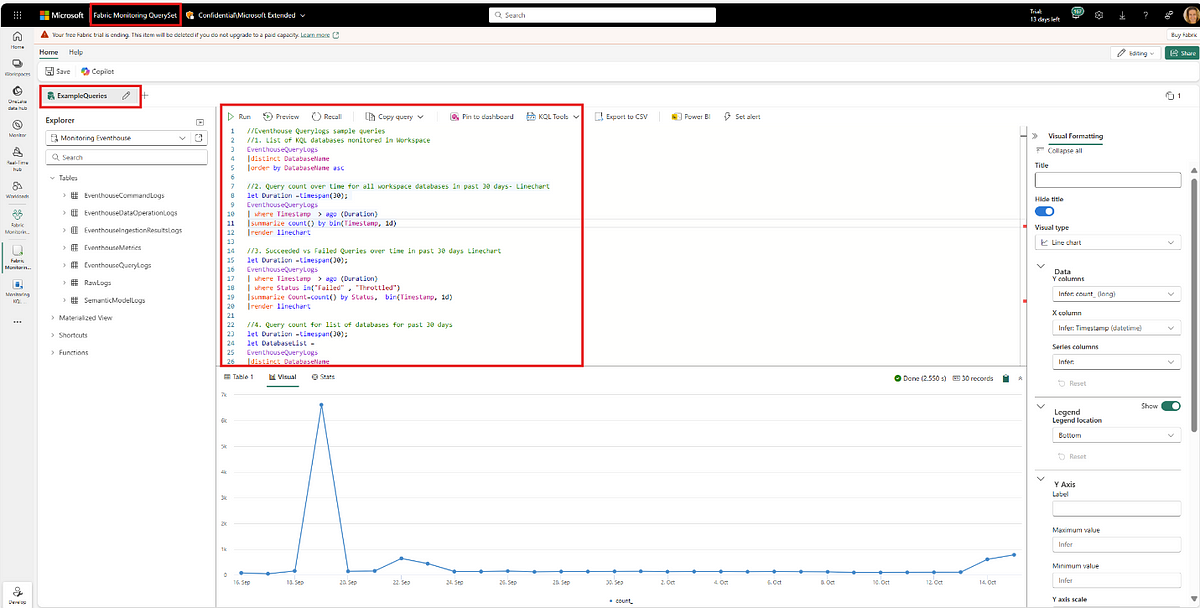 Microsoft Fabric Monitoring QuerySet Confidential\Microsoft Extended
Search
Trial:
13 days left
Your free Fabric trial is ending. This item will be deleted if you do not upgrade to a paid capacity. Learn more
Buy Fabric
Home
Workspaces
OneLake
data hub
Monitor
Real-Time
hub
Workloads
Fabric
Monitorin...
Fabric
Monitorin...
Monitoring
KQL
Develop
Home Help
Editing Share
Save Copilot
ExampleQueries
1
Explorer
Monitoring Eventhouse
Search
Tables
EventhouseCommandLogs
EventhouseDataOperationLogs
EventhouseIngestionResultsLogs
EventhouseMetrics
EventhouseQueryLogs
RawLogs
SemanticModelLogs
Materialized View
Shortcuts
Functions
Run Preview Recall Copy query Pin to dashboard KQL Tools Export to CSV Power BI Set alert
1 //Eventhouse Querylogs sample queries
2 //1. List of KQL databases monitored in Workspace
3 EventhouseQueryLogs
4 |distinct DatabaseName
5 |order by DatabaseName asc
6
7 //2. Query count over time for all workspace databases in past 30 days- Linechart
8 let Duration =timespan(30);
9 EventhouseQueryLogs
10 | where Timestamp > ago (Duration)
11 |summarize count() by bin(Timestamp, 1d)
12 |render linechart
13
14 //3. Succeeded vs Failed Queries over time in past 30 days Linechart
15 let Duration =timespan(30);
16 EventhouseQueryLogs
17 | where Timestamp > ago (Duration)
18 | where Status in("Failed" , "Throttled")
19 |summarize Count=count() by Status, bin(Timestamp, 1d)
20 |render linechart
21
22 //4. Query count for list of databases for past 30 days
23 let Duration =timespan(30);
24 let DatabaseList =
25 EventhouseQueryLogs
26 |distinct DatabaseName
Table 1 Visual Stats
Done (2.550 s) 30 records
7k
6k
5k
4k
3k
2k
1k
0
16. Sep 18. Sep 20. Sep 22. Sep 24. Sep 26. Sep 28. Sep 30. Sep 2. Oct 4. Oct 6. Oct 8. Oct 10. Oct 12. Oct 14. Oct
count_
Visual Formatting
Collapse all
Title
Hide title
Visual type
Line chart
Data
Y columns
Infer: count_ (long)
X column
Infer: Timestamp (datetime)
Series columns
Infer:
Reset
Legend
Show
Legend location
Bottom
Reset
Y Axis
Label
Maximum value
Infer
Minimum value
Infer
Y axis scale